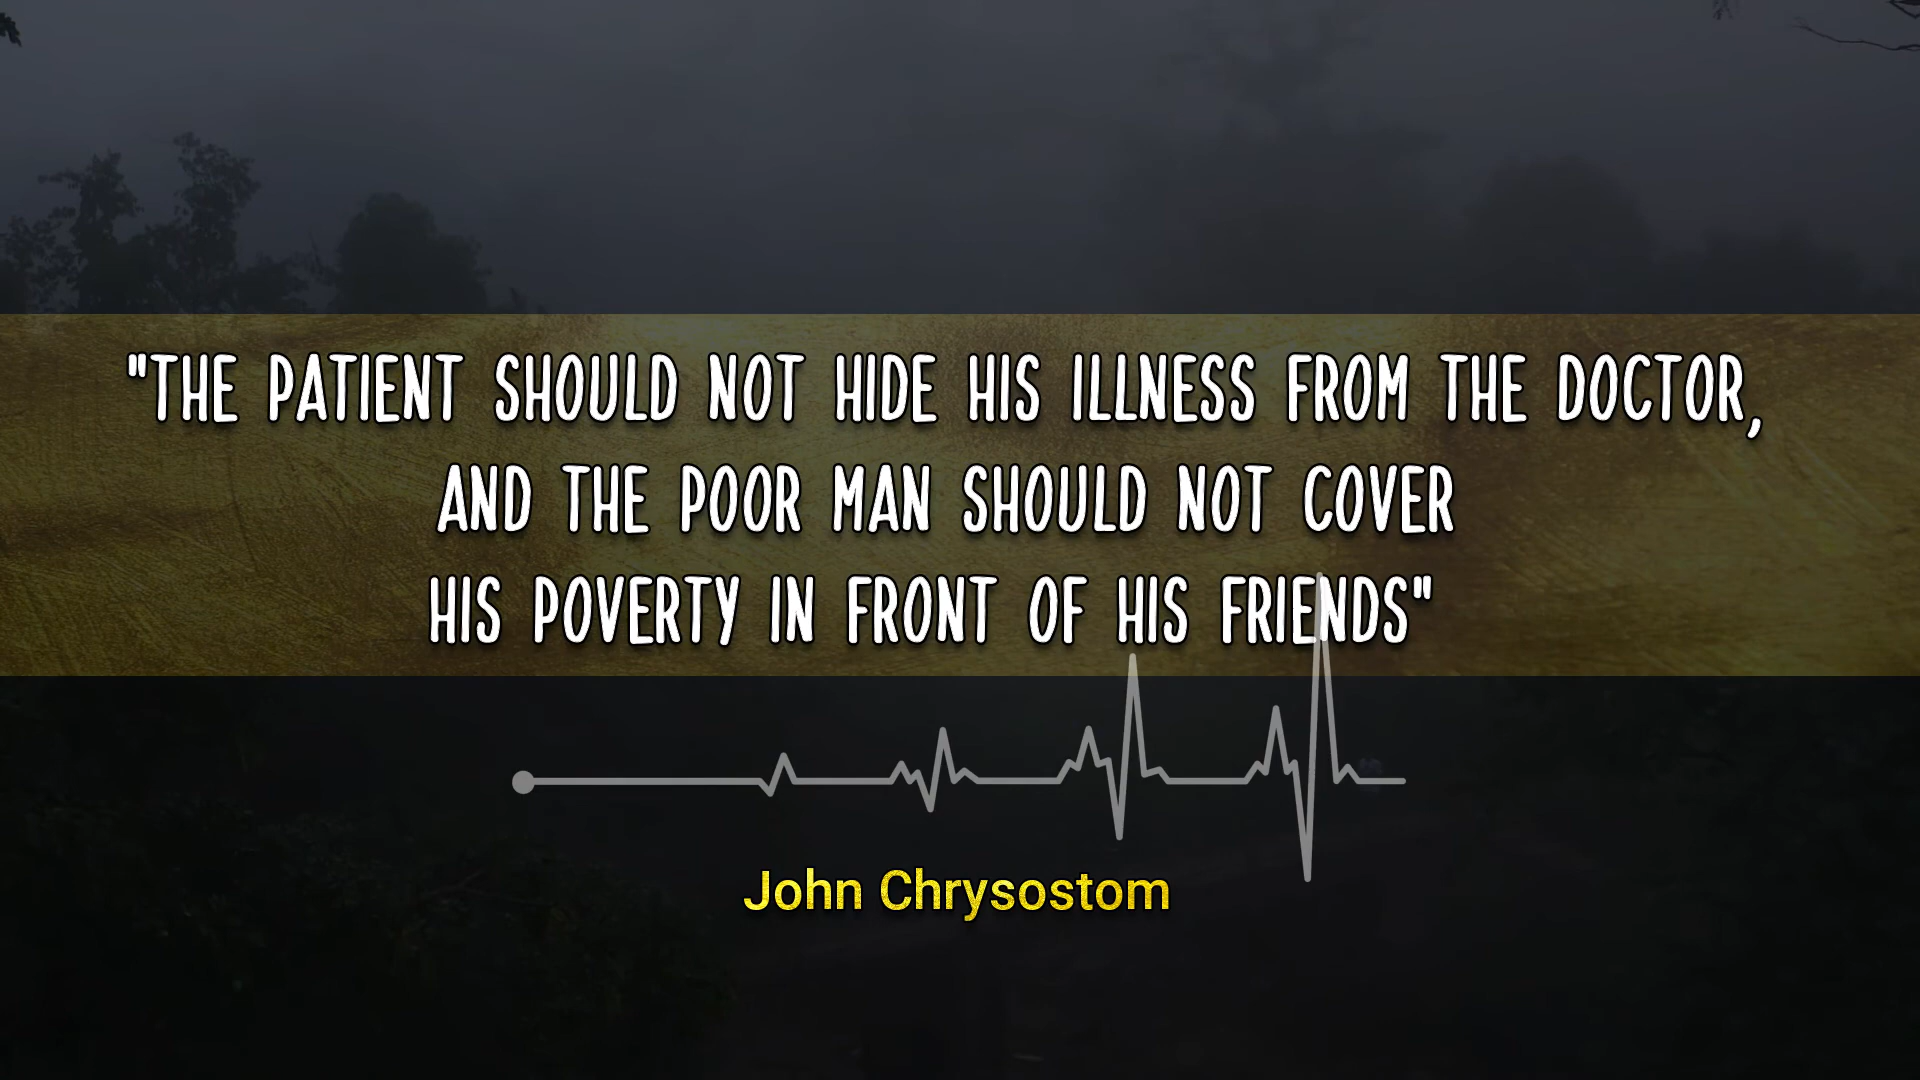 "THE PATIENT SHOULD NOT HIDE HIS ILLNESS FROM THE DOCTOR,
AND THE POOR MAN SHOULD NOT COVER
HIS POVERTY IN FRONT OF HIS FRIENDS"
John Chrysostom